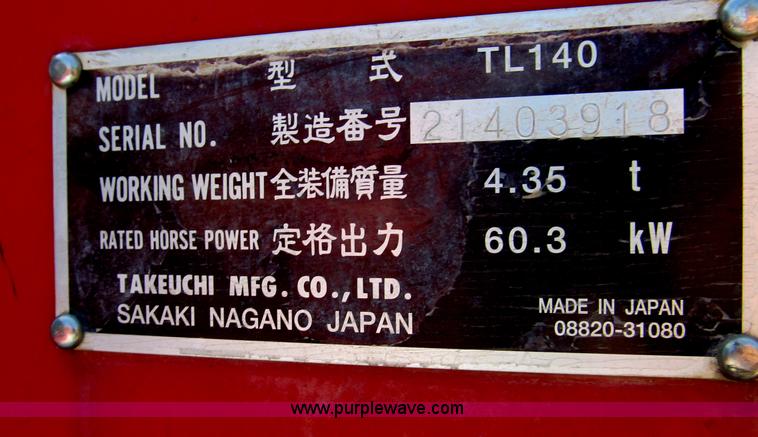 MODEL 型 式 TL140
SERIAL NO. 製造番号 21403918
WORKING WEIGHT 全装備質量 4.35 t
RATED HORSE POWER 定格出力 60.3 kW
TAKEUCHI MFG. CO., LTD.
SAKAKI NAGANO JAPAN
MADE IN JAPAN
08820-31080
www.purplewave.com